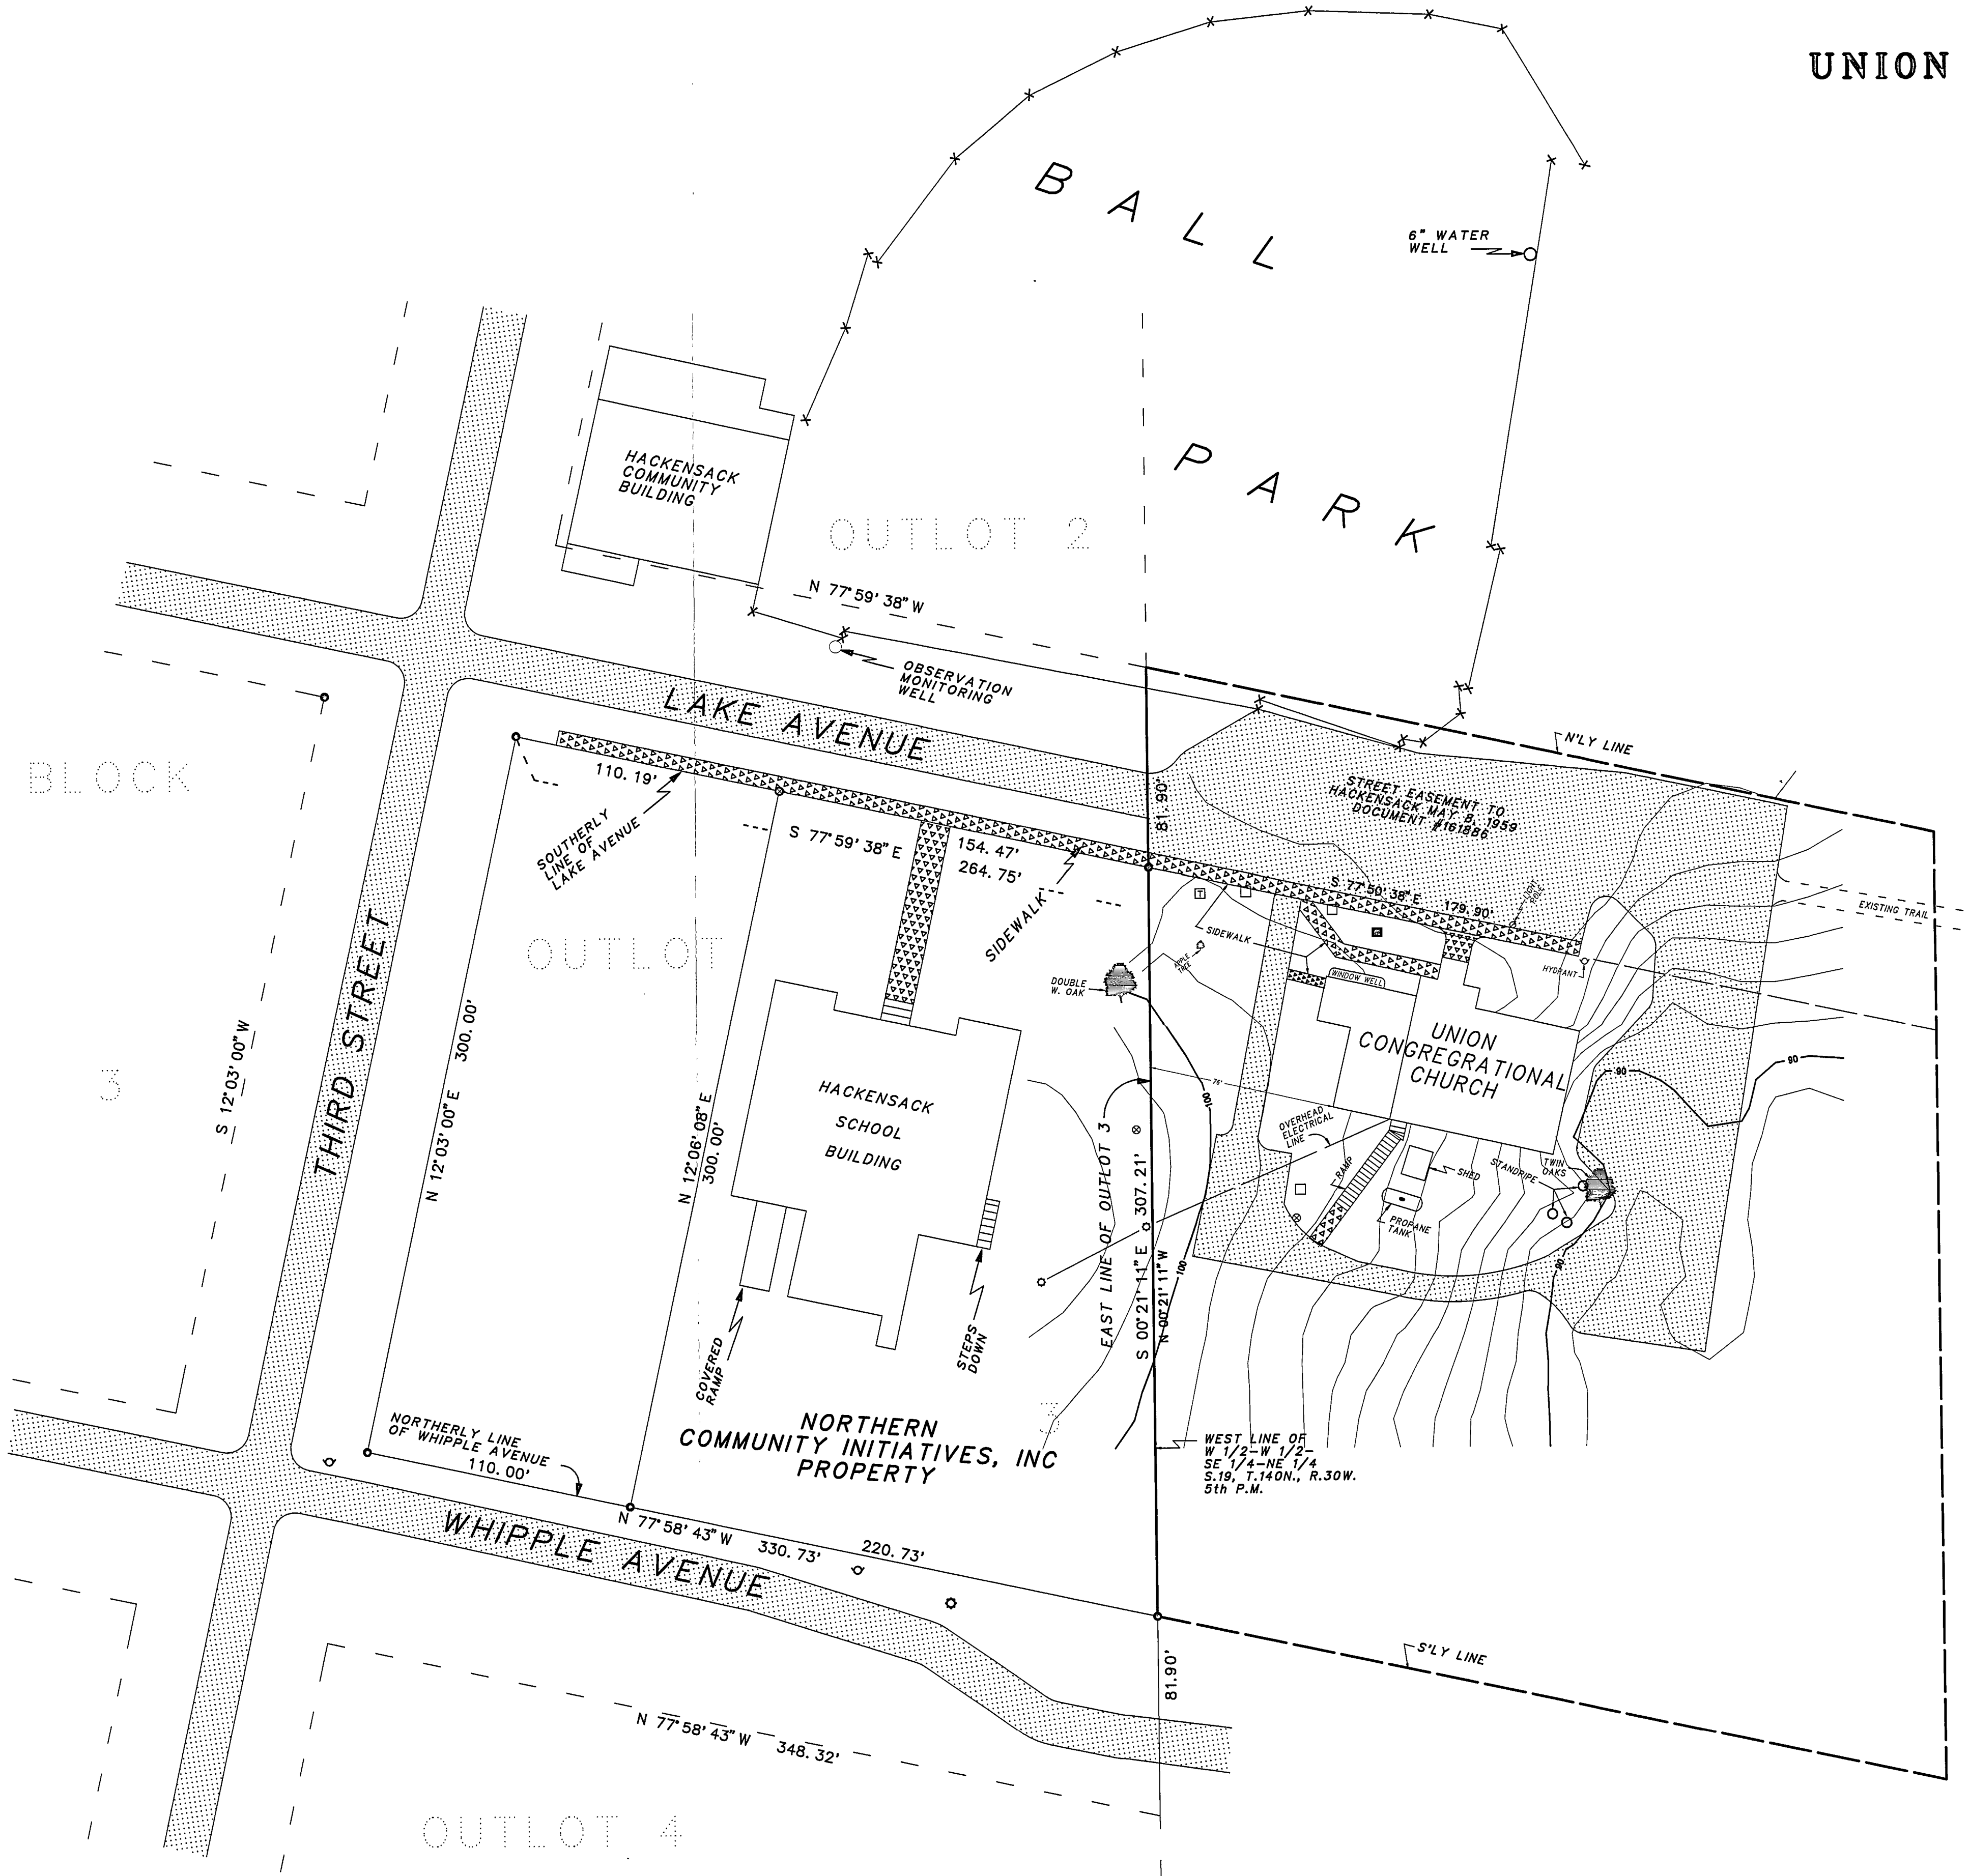 UNION
BALL
PARK
6" WATER
WELL
HACKENSACK
COMMUNITY
BUILDING
OUTLOT 2
N 77°59'38" W
OBSERVATION
MONITORING
WELL
LAKE AVENUE
N'LY LINE
STREET EASEMENT TO
HACKENSACK MAY 8, 1959
DOCUMENT #161886
81.90'
BLOCK
3
110.19'
SOUTHERLY
LINE OF
LAKE AVENUE
S 77°59'38" E
154.47'
264.75'
SIDEWALK
S 77°50'38" E
179.90'
EXISTING TRAIL
T
SIDEWALK
HYDRANT
WINDOW WELL
DOUBLE
W. OAK
OUTLOT
UNION
CONGREGRATIONAL
CHURCH
THIRD STREET
S 12°03'00" W
N 12°03'00" E
300.00'
N 12°06'08" E
300.00'
HACKENSACK
SCHOOL
BUILDING
76'
100
90
90
90
100
OVERHEAD
ELECTRICAL
LINE
RAMP
SHED
STANDPIPE
TWIN
OAKS
PROPANE
TANK
EAST LINE OF OUTLOT 3
S 00°21'11" E
307.21'
N 00°21'11" W
COVERED
RAMP
STEPS
DOWN
3
NORTHERN
COMMUNITY INITIATIVES, INC
PROPERTY
WEST LINE OF
W 1/2-W 1/2-
SE 1/4-NE 1/4
S.19, T.140N., R.30W.
5th P.M.
NORTHERLY LINE
OF WHIPPLE AVENUE
110.00'
N 77°58'43" W
330.73'
220.73'
WHIPPLE AVENUE
S'LY LINE
81.90'
N 77°58'43" W
348.32'
OUTLOT 4